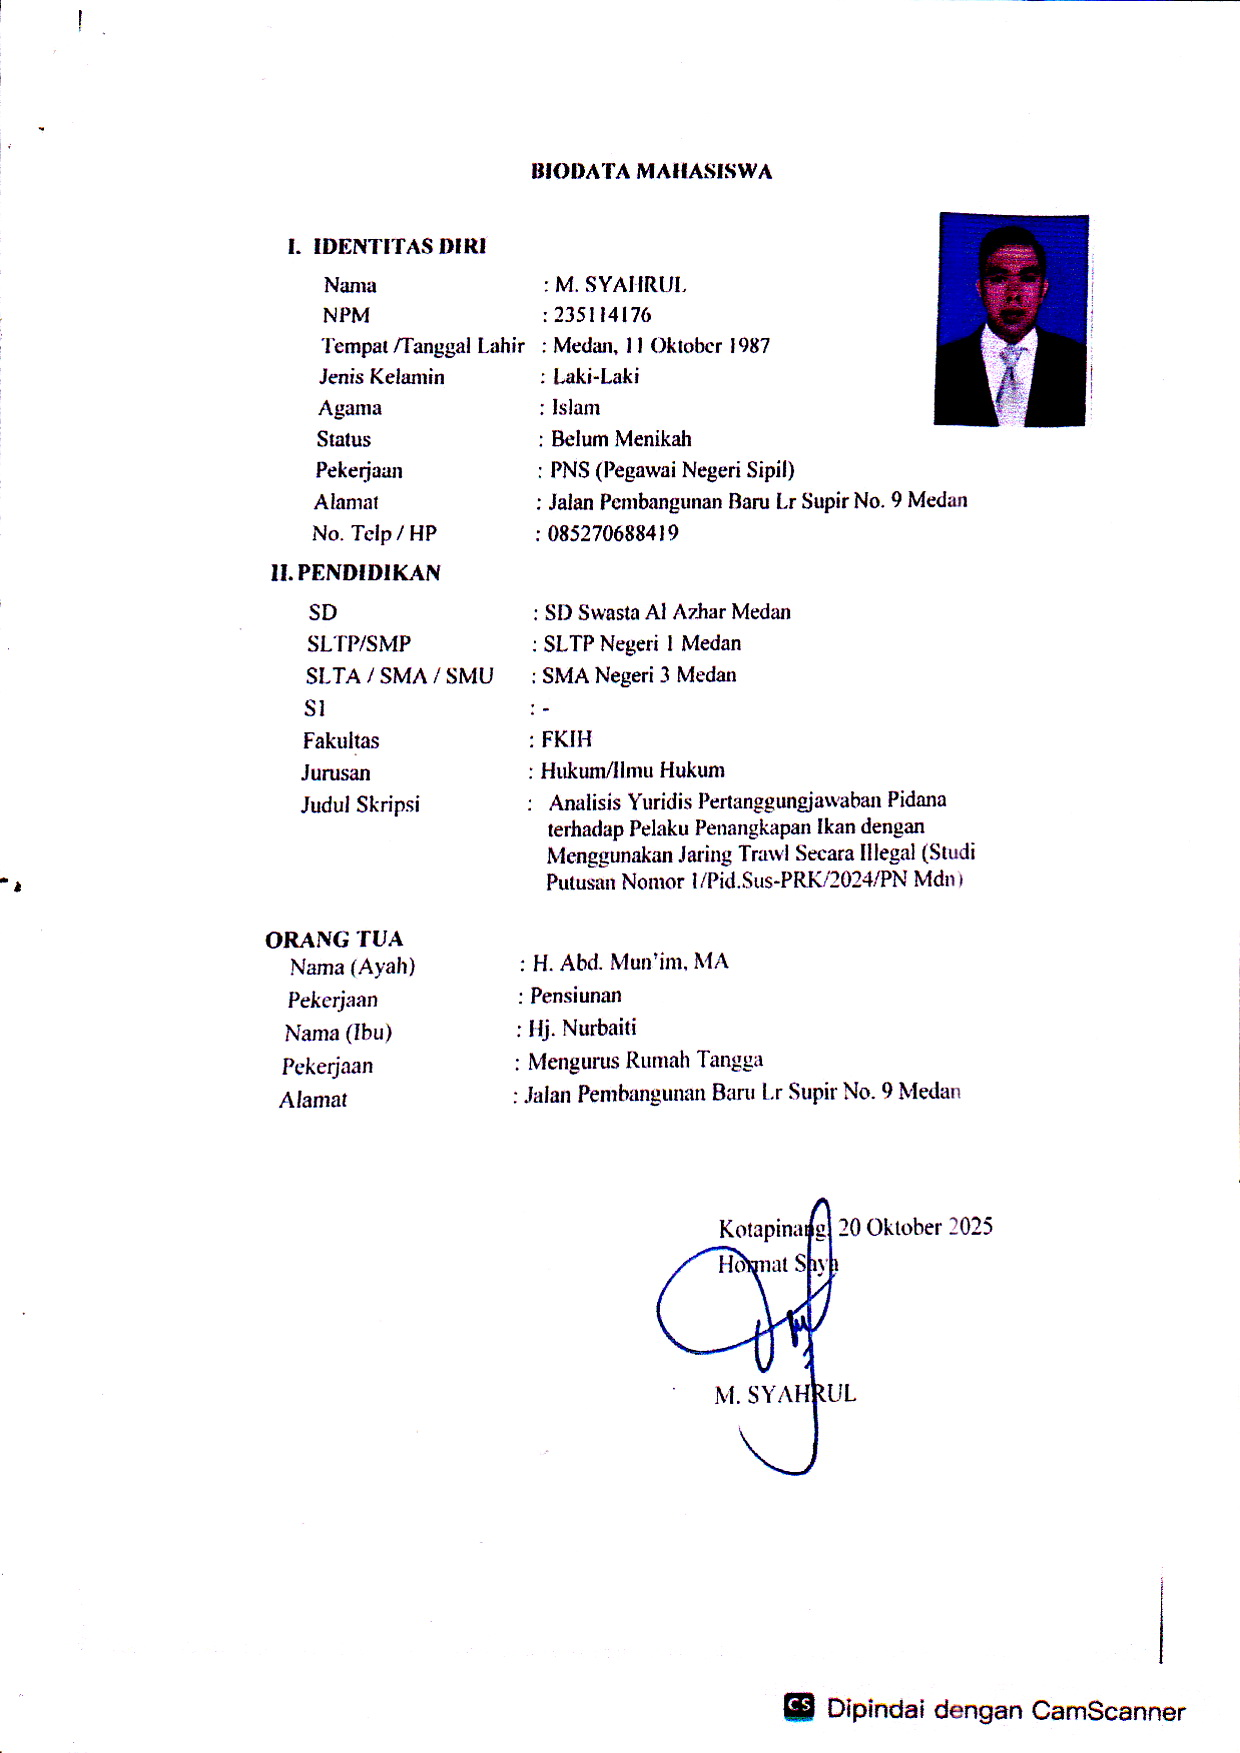 BIODATA MAHASISWA
I. IDENTITAS DIRI
Nama : M. SYAHRUL
NPM : 235114176
Tempat /Tanggal Lahir : Medan, 11 Oktober 1987
Jenis Kelamin : Laki-Laki
Agama : Islam
Status : Belum Menikah
Pekerjaan : PNS (Pegawai Negeri Sipil)
Alamat : Jalan Pembangunan Baru Lr Supir No. 9 Medan
No. Telp / HP : 085270688419
II. PENDIDIKAN
SD : SD Swasta Al Azhar Medan
SLTP/SMP : SLTP Negeri 1 Medan
SLTA / SMA / SMU : SMA Negeri 3 Medan
S1 : -
Fakultas : FKIH
Jurusan : Hukum/Ilmu Hukum
Judul Skripsi : Analisis Yuridis Pertanggungjawaban Pidana
terhadap Pelaku Penangkapan Ikan dengan
Menggunakan Jaring Trawl Secara Illegal (Studi
Putusan Nomor 1/Pid.Sus-PRK/2024/PN Mdn)
ORANG TUA
Nama (Ayah) : H. Abd. Mun'im, MA
Pekerjaan : Pensiunan
Nama (Ibu) : Hj. Nurbaiti
Pekerjaan : Mengurus Rumah Tangga
Alamat : Jalan Pembangunan Baru Lr Supir No. 9 Medan
Kotapinang, 20 Oktober 2025
Hormat Saya
M. SYAHRUL
CS Dipindai dengan CamScanner